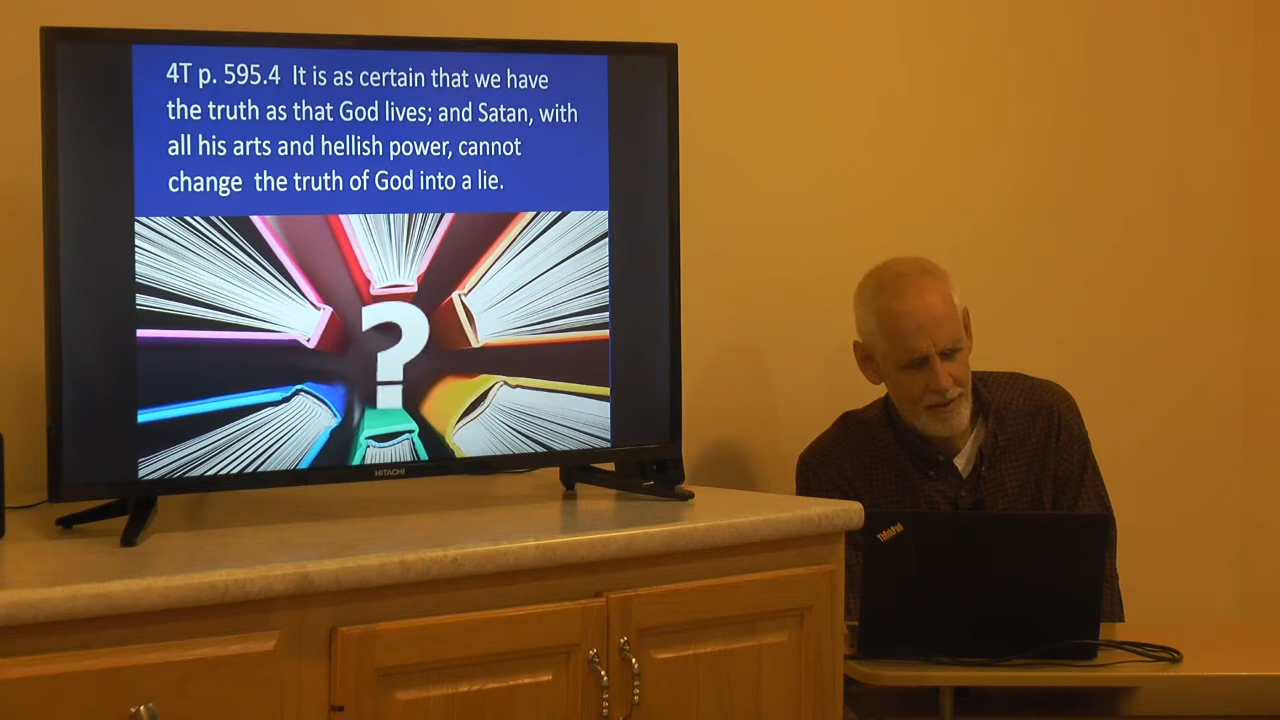 4T p. 595.4 It is as certain that we have
the truth as that God lives; and Satan, with
all his arts and hellish power, cannot
change the truth of God into a lie.
?
HITACHI
ThinkPad